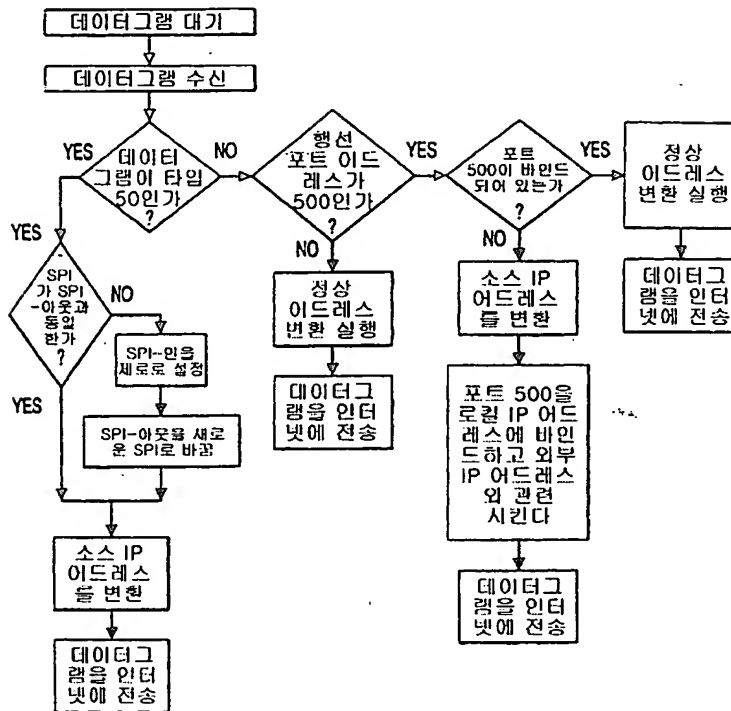 데이터그램 대기
데이터그램 수신
YES
데이터
그램이 타입
50인가
?
NO
행선
포트 어드
레스가
500인가
?
YES
포트
500이 바인드
되어 있는가
?
YES
정상
어드레스
변환 실행
데이터그
램을 인터
넷에 전송
YES
SPI
가 SPI
-아웃과
동일
한가
?
NO
SPI-인을
제로로 설정
SPI-아웃을 새로
운 SPI로 바꿈
YES
소스 IP
어드레스
를 변환
데이터그
램을 인터
넷에 전송
NO
정상
어드레스
변환 실행
데이터그
램을 인터
넷에 전송
NO
소스 IP
어드레스
를 변환
포트 500을
로컬 IP 어드
레스에 바인
드하고 외부
IP 어드레스
와 관련
시킨다
데이터그
램을 인터
넷에 전송